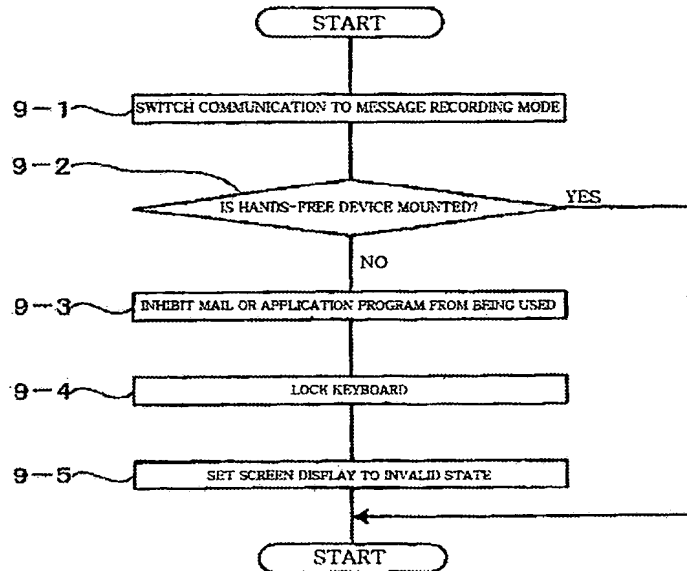 START
9-1 SWITCH COMMUNICATION TO MESSAGE RECORDING MODE
9-2
IS HANDS-FREE DEVICE MOUNTED? YES
NO
9-3 INHIBIT MAIL OR APPLICATION PROGRAM FROM BEING USED
9-4 LOCK KEYBOARD
9-5 SET SCREEN DISPLAY TO INVALID STATE
START